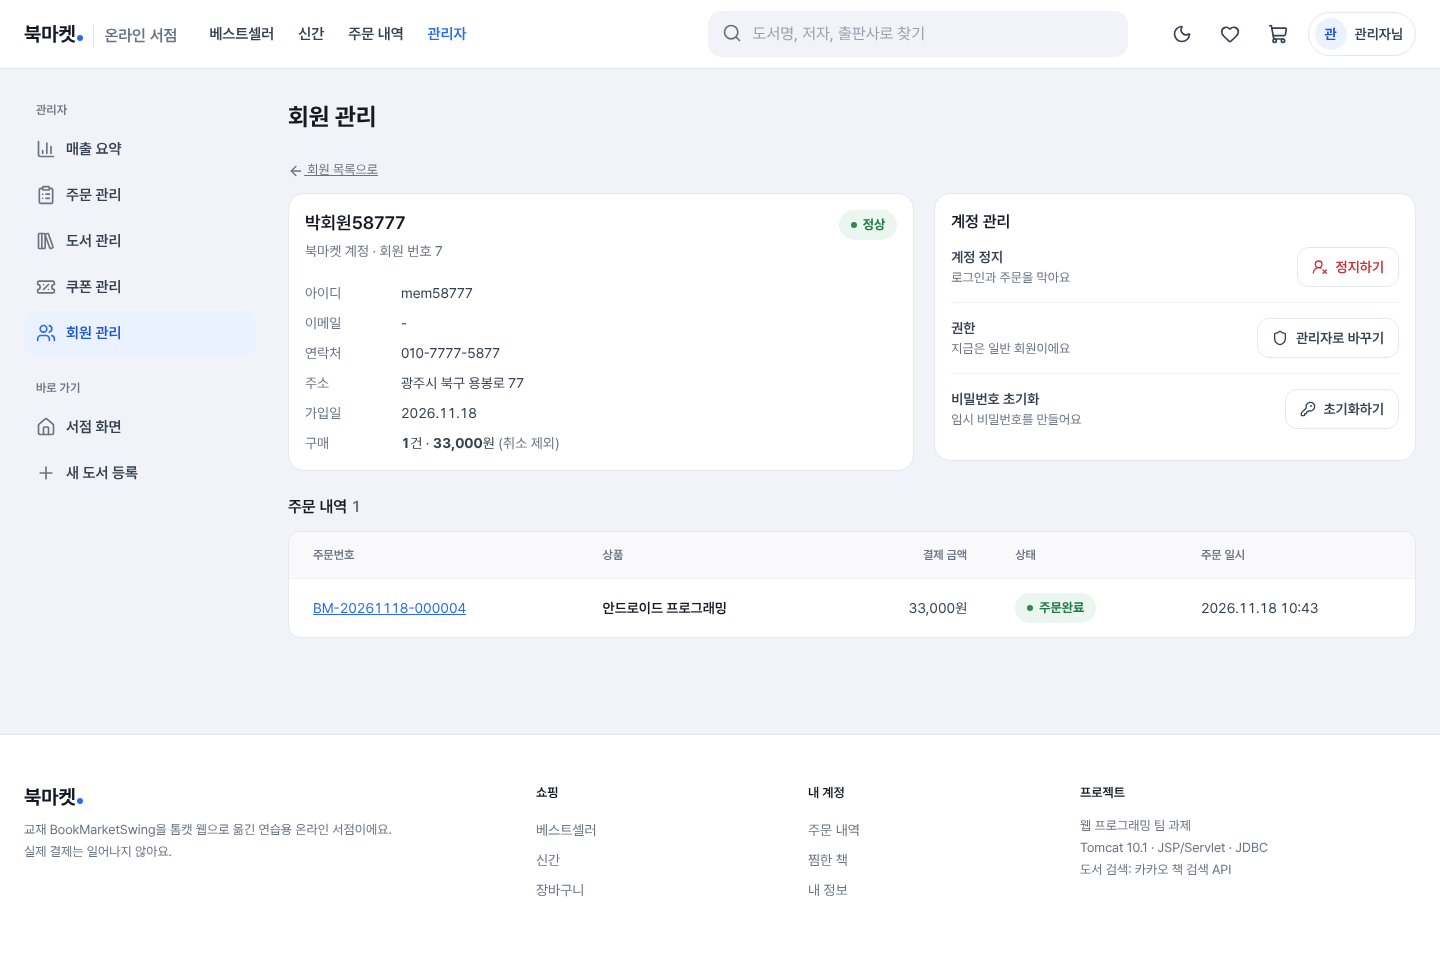 북마켓
온라인 서점
베스트셀러
신간
주문 내역
관리자
도서명, 저자, 출판사로 찾기
관
관리자님
관리자
매출 요약
주문 관리
도서 관리
쿠폰 관리
회원 관리
바로 가기
서점 화면
새 도서 등록
회원 관리
회원 목록으로
박회원58777
정상
북마켓 계정 · 회원 번호 7
아이디 mem58777
이메일 -
연락처 010-7777-5877
주소 광주시 북구 용봉로 77
가입일 2026.11.18
구매 1건 · 33,000원 (취소 제외)
계정 관리
계정 정지
로그인과 주문을 막아요
정지하기
권한
지금은 일반 회원이에요
관리자로 바꾸기
비밀번호 초기화
임시 비밀번호를 만들어요
초기화하기
주문 내역 1
주문번호 상품 결제 금액 상태 주문 일시
BM-20261118-000004 안드로이드 프로그래밍 33,000원 주문완료 2026.11.18 10:43
북마켓
교재 BookMarketSwing을 톰캣 웹으로 옮긴 연습용 온라인 서점이에요.
실제 결제는 일어나지 않아요.
쇼핑
베스트셀러
신간
장바구니
내 계정
주문 내역
찜한 책
내 정보
프로젝트
웹 프로그래밍 팀 과제
Tomcat 10.1 · JSP/Servlet · JDBC
도서 검색: 카카오 책 검색 API